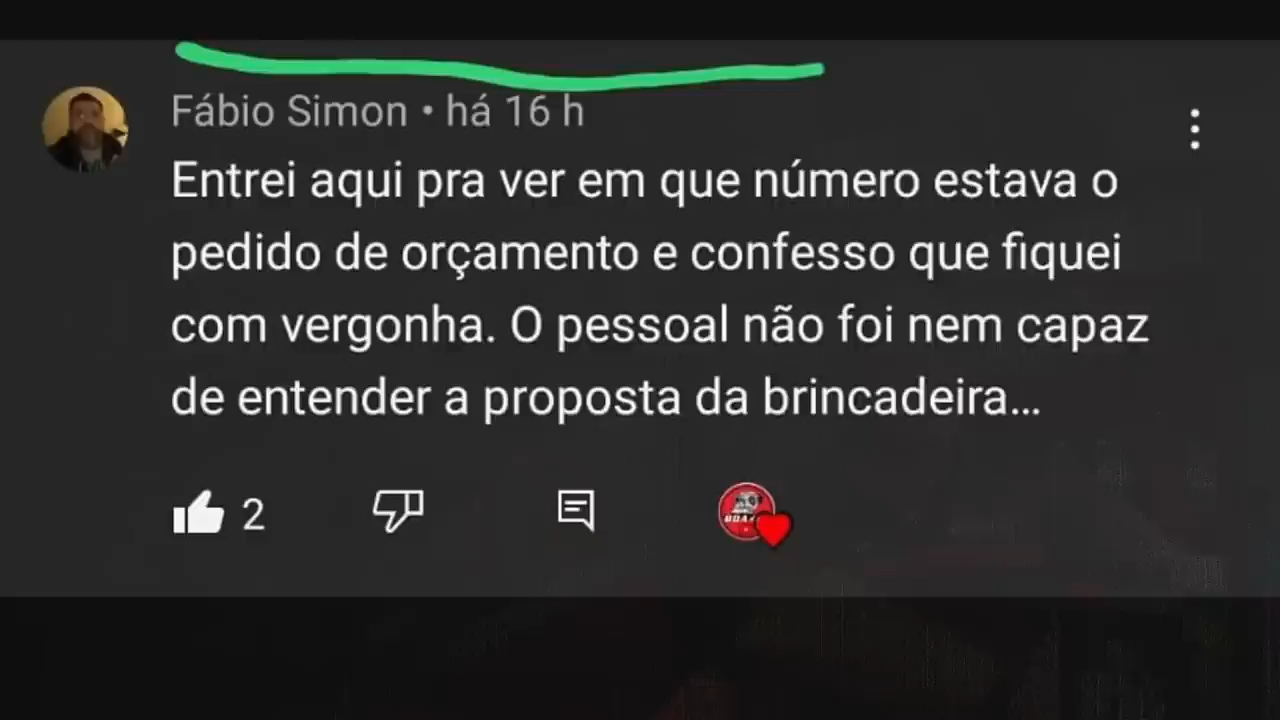 Fábio Simon • há 16 h
Entrei aqui pra ver em que número estava o
pedido de orçamento e confesso que fiquei
com vergonha. O pessoal não foi nem capaz
de entender a proposta da brincadeira...
2